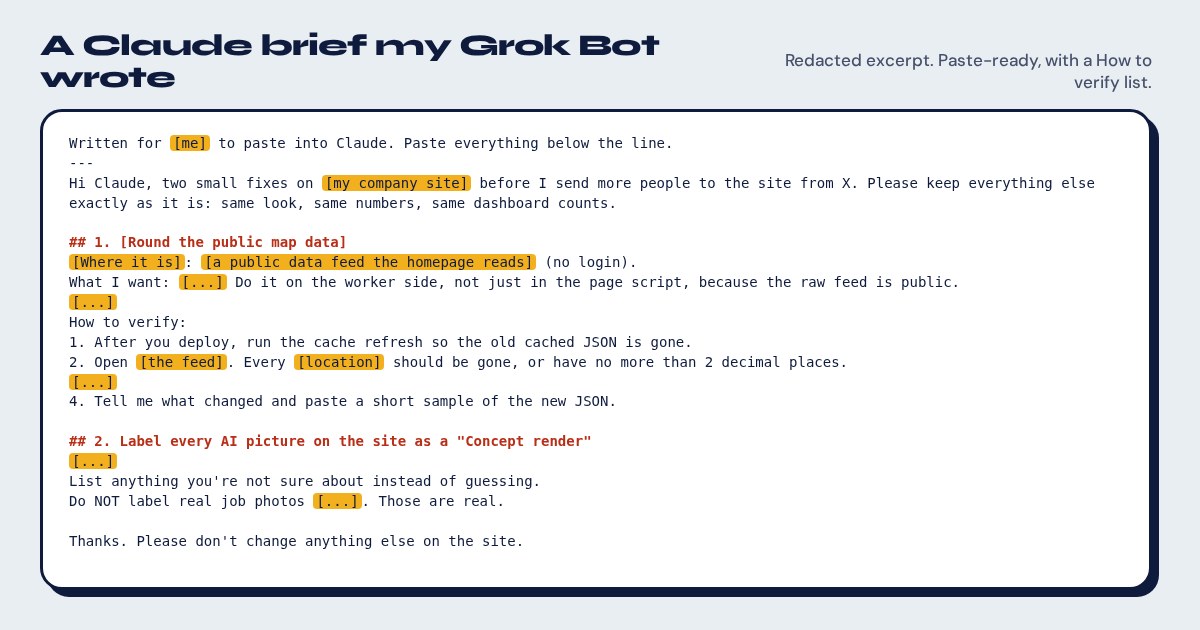 A Claude brief my Grok Bot
wrote
Redacted excerpt. Paste-ready, with a How to
verify list.
Written for [me] to paste into Claude. Paste everything below the line.
---
Hi Claude, two small fixes on [my company site] before I send more people to the site from X. Please keep everything else
exactly as it is: same look, same numbers, same dashboard counts.
## 1. [Round the public map data]
[Where it is]: [a public data feed the homepage reads] (no login).
What I want: [...] Do it on the worker side, not just in the page script, because the raw feed is public.
[...]
How to verify:
1. After you deploy, run the cache refresh so the old cached JSON is gone.
2. Open [the feed]. Every [location] should be gone, or have no more than 2 decimal places.
[...]
4. Tell me what changed and paste a short sample of the new JSON.
## 2. Label every AI picture on the site as a "Concept render"
[...]
List anything you're not sure about instead of guessing.
Do NOT label real job photos [...]. Those are real.
Thanks. Please don't change anything else on the site.